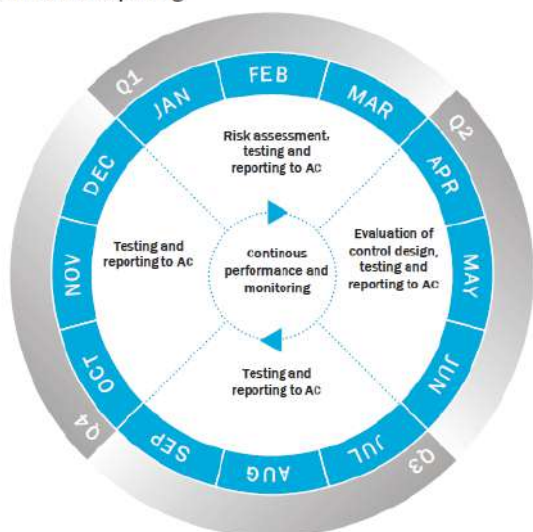 Q1
JAN
FEB
MAR
Q2
APR
MAY
JUN
Q3
JUL
AUG
SEP
Q4
OCT
NOV
DEC
Risk assessment,
testing and
reporting to AC
Evaluation of
control design,
testing and
reporting to AC
Testing and
reporting to AC
Testing and
reporting to AC
Continous
performance and
monitoring